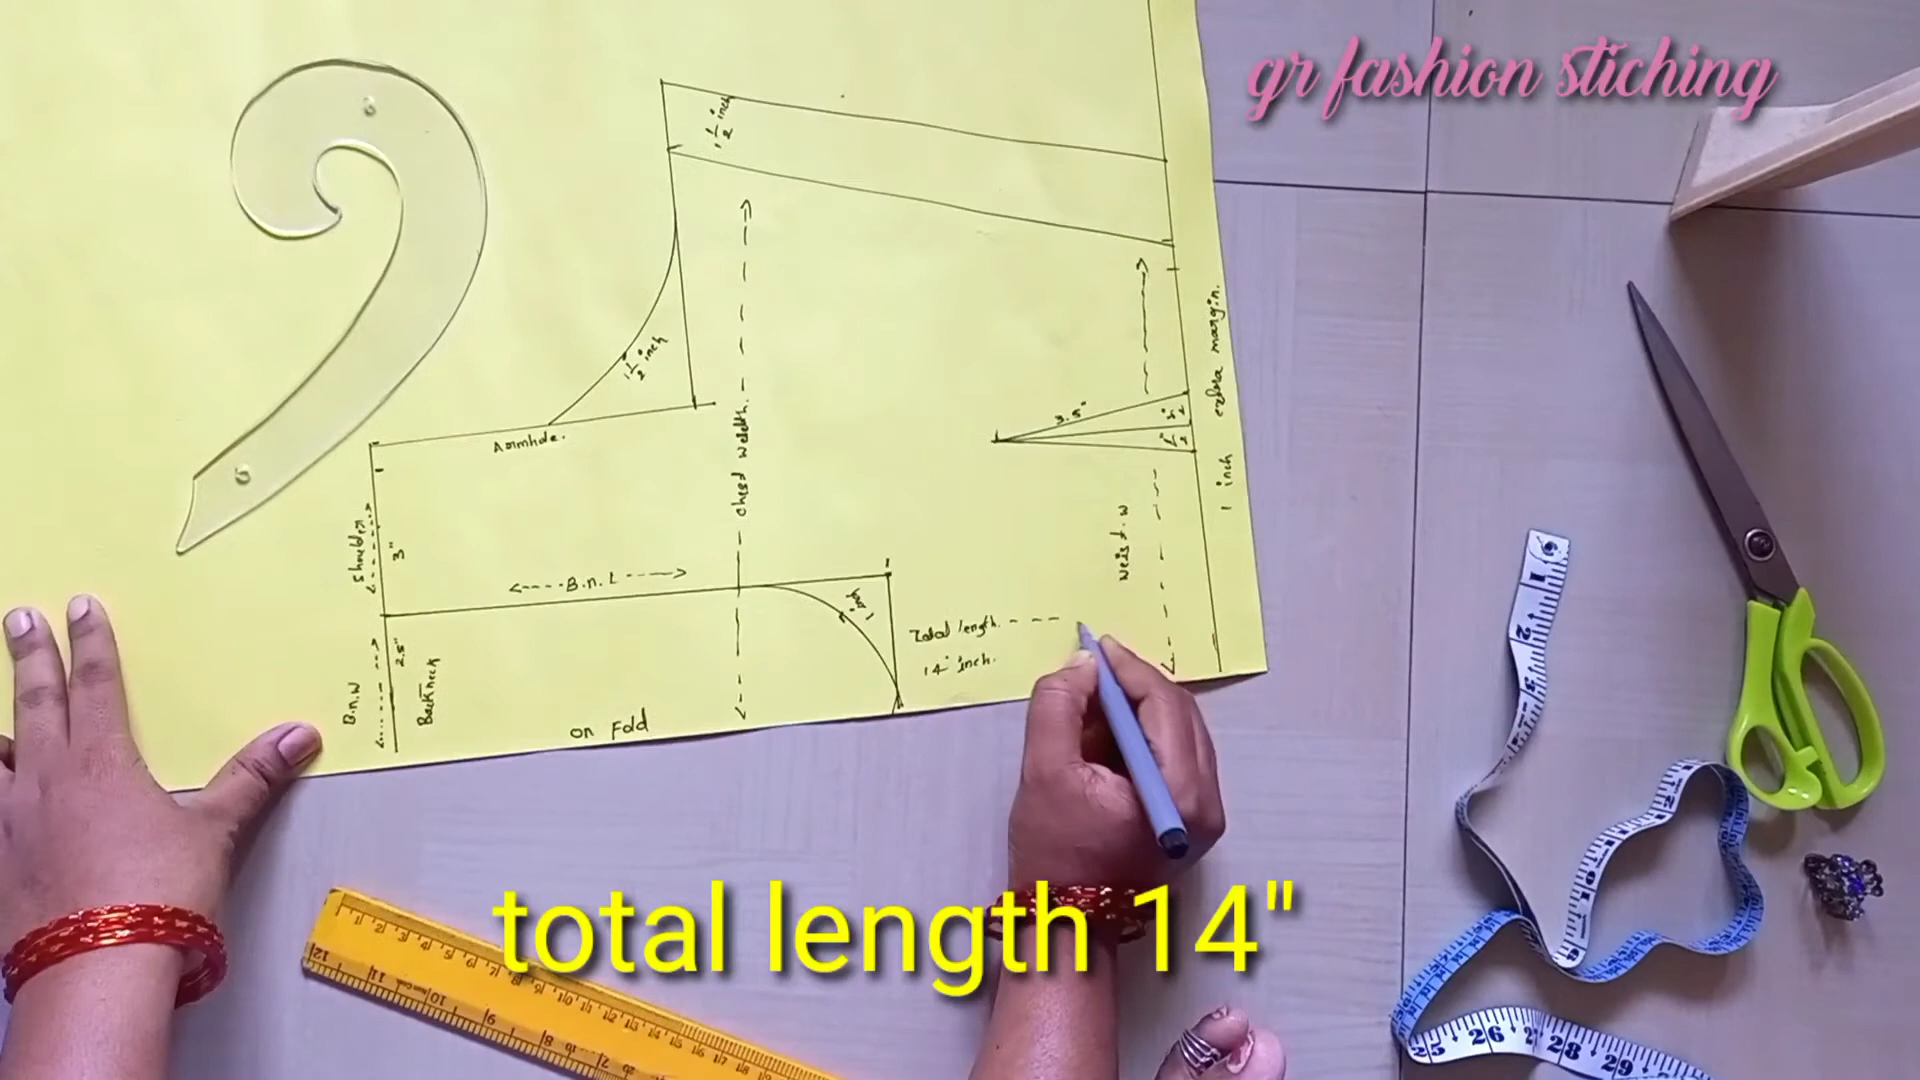 gr fashion stiching
1 1/2 inch
1 1/2 inch
Armhole.
chest width.
3.5"
1/2"
1/2"
1 inch extra margin.
Shoulder
3"
B.n.L
1 inch
Weist.w
Total length.
14" inch.
B.n.W
2.5"
Backneck
on Fold
total length 14"